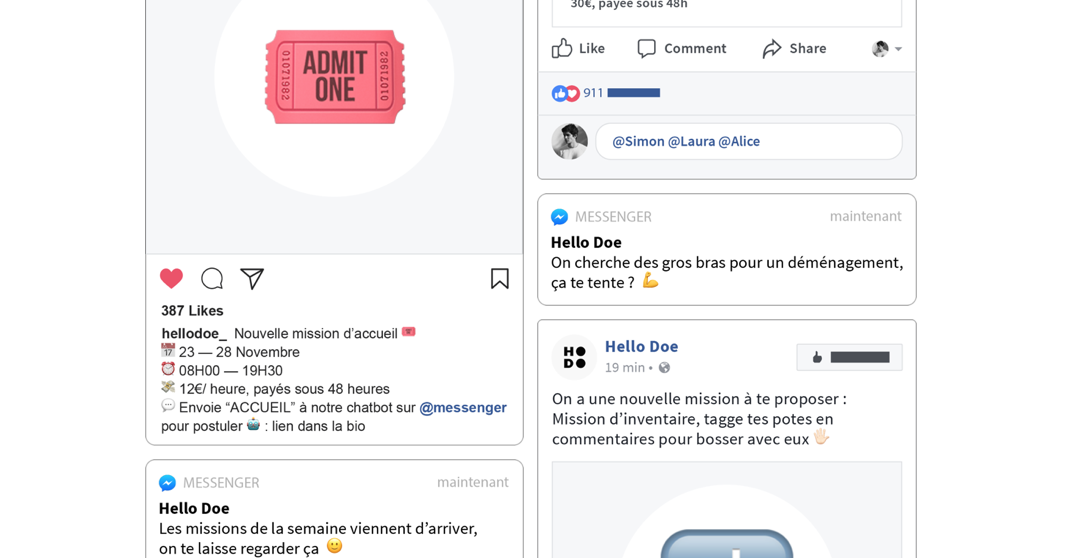 ADMIT
ONE
01071982
01071982
387 Likes
hellodoe_ Nouvelle mission d’accueil
23 — 28 Novembre
08H00 — 19H30
12€/ heure, payés sous 48 heures
Envoie “ACCUEIL” à notre chatbot sur @messenger
pour postuler : lien dans la bio
MESSENGER maintenant
Hello Doe
Les missions de la semaine viennent d’arriver,
on te laisse regarder ça
30€, payée sous 48h
Like Comment Share
911
@Simon @Laura @Alice
MESSENGER maintenant
Hello Doe
On cherche des gros bras pour un déménagement,
ça te tente ?
HO
DO
Hello Doe
19 min •
On a une nouvelle mission à te proposer :
Mission d’inventaire, tagge tes potes en
commentaires pour bosser avec eux